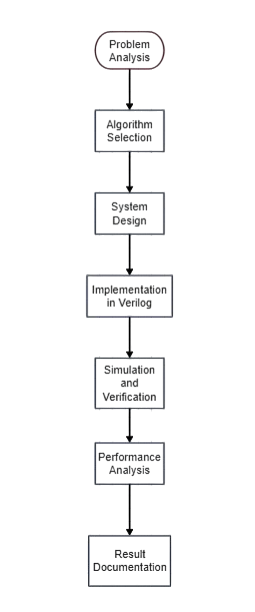 Problem
Analysis
Algorithm
Selection
System
Design
Implementation
in Verilog
Simulation
and
Verification
Performance
Analysis
Result
Documentation